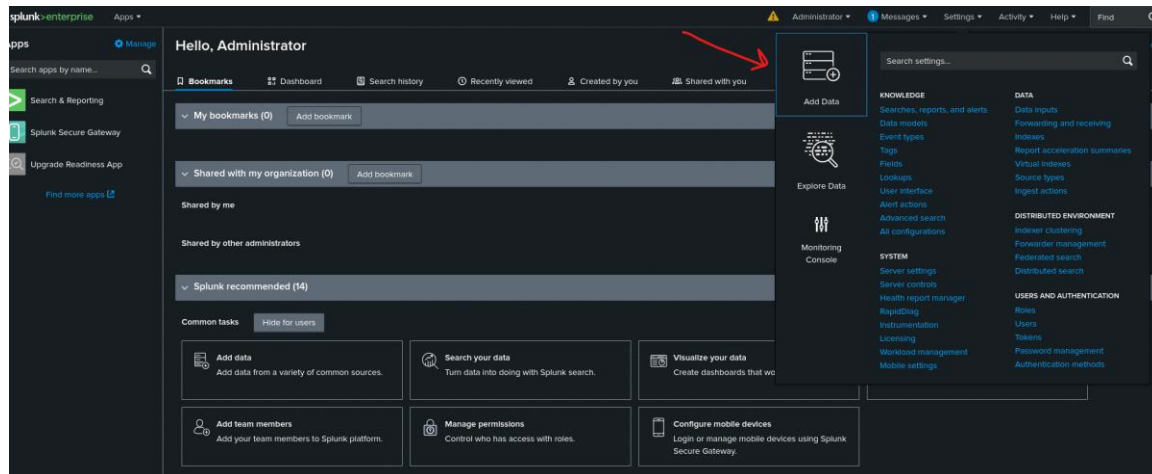 splunk>enterprise Apps Administrator 1 Messages Settings Activity Help Find
Apps Manage
Search apps by name...
Search & Reporting
Splunk Secure Gateway
Upgrade Readiness App
Find more apps
Hello, Administrator
Bookmarks Dashboard Search history Recently viewed Created by you Shared with you
My bookmarks (0) Add bookmark
Shared with my organization (0) Add bookmark
Shared by me
Shared by other administrators
Splunk recommended (14)
Common tasks Hide for users
Add data
Add data from a variety of common sources.
Search your data
Turn data into doing with Splunk search.
Visualize your data
Create dashboards that wo
Add team members
Add your team members to Splunk platform.
Manage permissions
Control who has access with roles.
Configure mobile devices
Login or manage mobile devices using Splunk
Secure Gateway.
Add Data
Explore Data
Monitoring
Console
Search settings...
KNOWLEDGE
Searches, reports, and alerts
Data models
Event types
Tags
Fields
Lookups
User interface
Alert actions
Advanced search
All configurations
SYSTEM
Server settings
Server controls
Health report manager
RapidDiag
Instrumentation
Licensing
Workload management
Mobile settings
DATA
Data inputs
Forwarding and receiving
Indexes
Report acceleration summaries
Virtual indexes
Source types
Ingest actions
DISTRIBUTED ENVIRONMENT
Indexer clustering
Forwarder management
Federated search
Distributed search
USERS AND AUTHENTICATION
Roles
Users
Tokens
Password management
Authentication methods